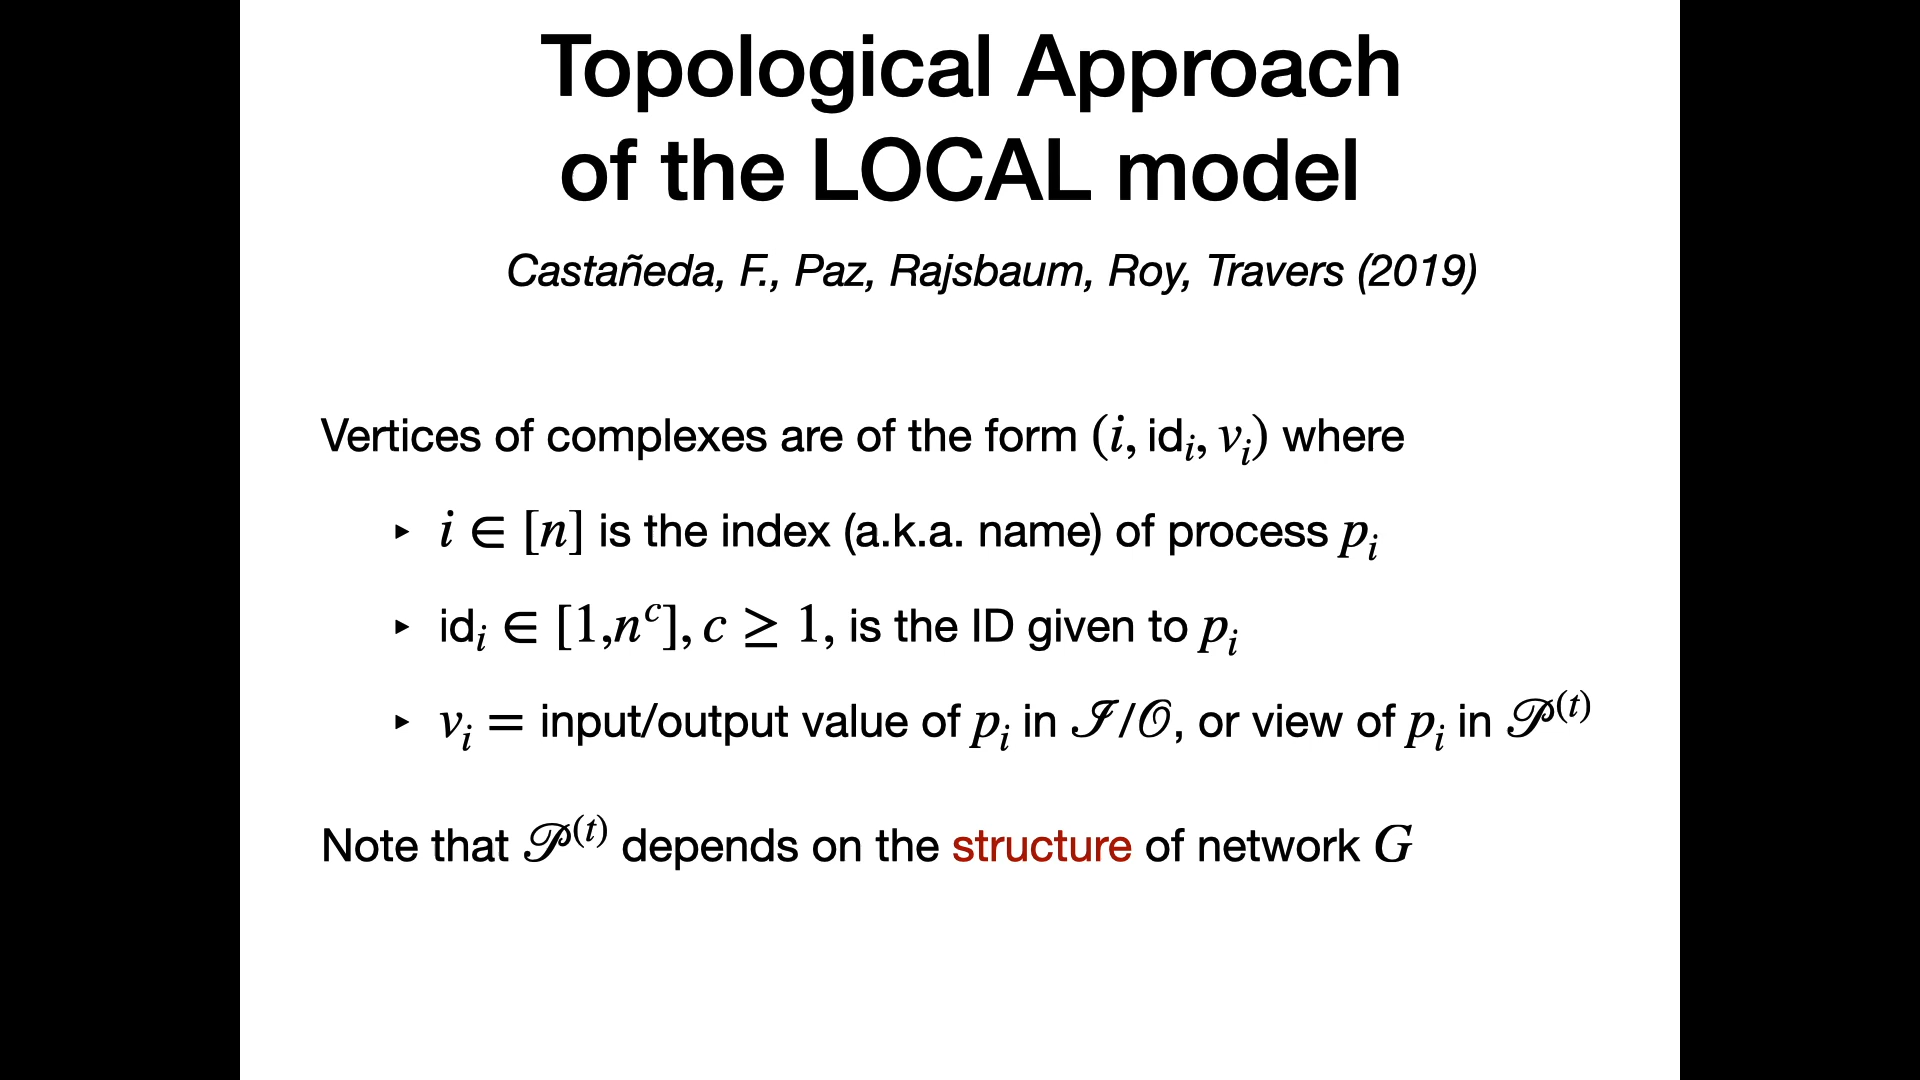 Topological Approach
of the LOCAL model
Castañeda, F., Paz, Rajsbaum, Roy, Travers (2019)
Vertices of complexes are of the form (i, idᵢ, vᵢ) where
‣ i ∈ [n] is the index (a.k.a. name) of process pᵢ
‣ idᵢ ∈ [1,nᶜ], c ≥ 1, is the ID given to pᵢ
‣ vᵢ = input/output value of pᵢ in ℐ/𝒪, or view of pᵢ in 𝒫⁽ᵗ⁾
Note that 𝒫⁽ᵗ⁾ depends on the structure of network G